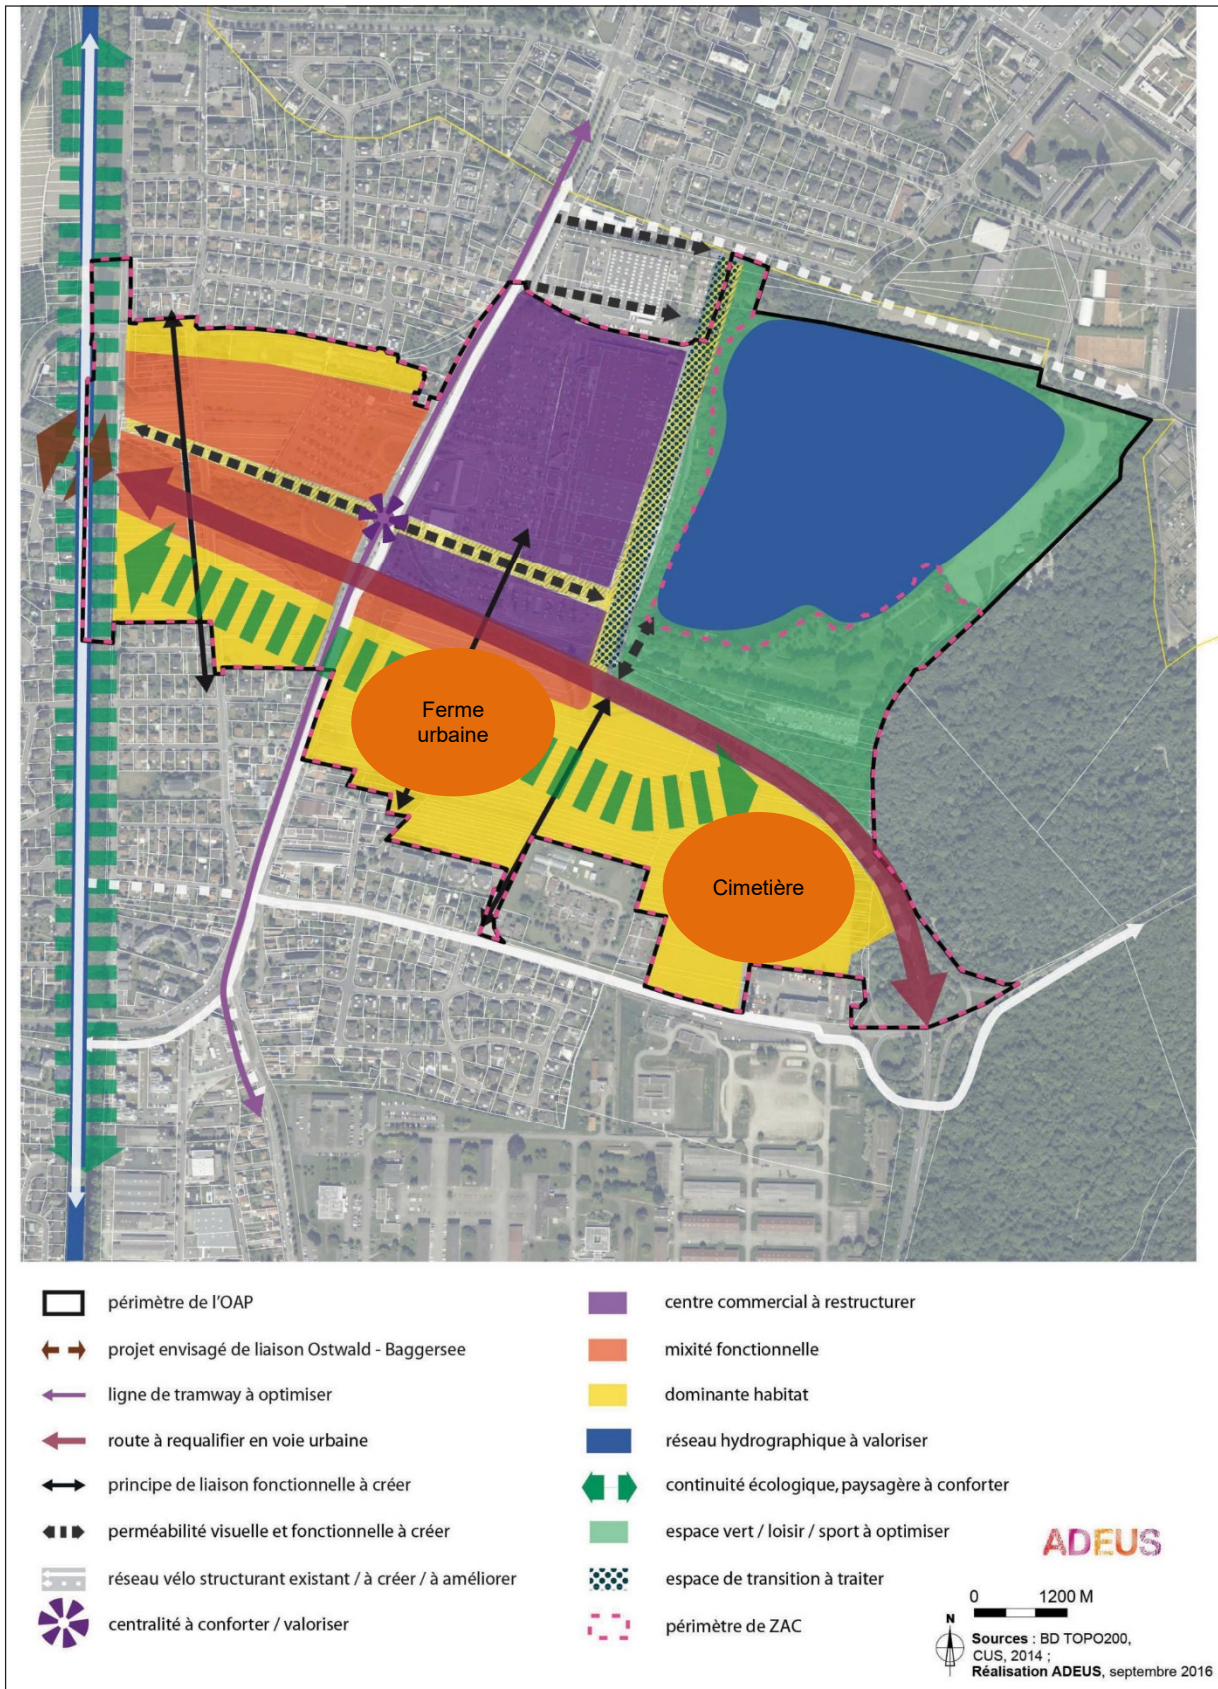 Ferme
urbaine
Cimetière
périmètre de l'OAP
projet envisagé de liaison Ostwald - Baggersee
ligne de tramway à optimiser
route à requalifier en voie urbaine
principe de liaison fonctionnelle à créer
perméabilité visuelle et fonctionnelle à créer
réseau vélo structurant existant / à créer / à améliorer
centralité à conforter / valoriser
centre commercial à restructurer
mixité fonctionnelle
dominante habitat
réseau hydrographique à valoriser
continuité écologique, paysagère à conforter
espace vert / loisir / sport à optimiser
espace de transition à traiter
périmètre de ZAC
ADEUS
0 1200 M
N
Sources : BD TOPO200,
CUS, 2014 ;
Réalisation ADEUS, septembre 2016